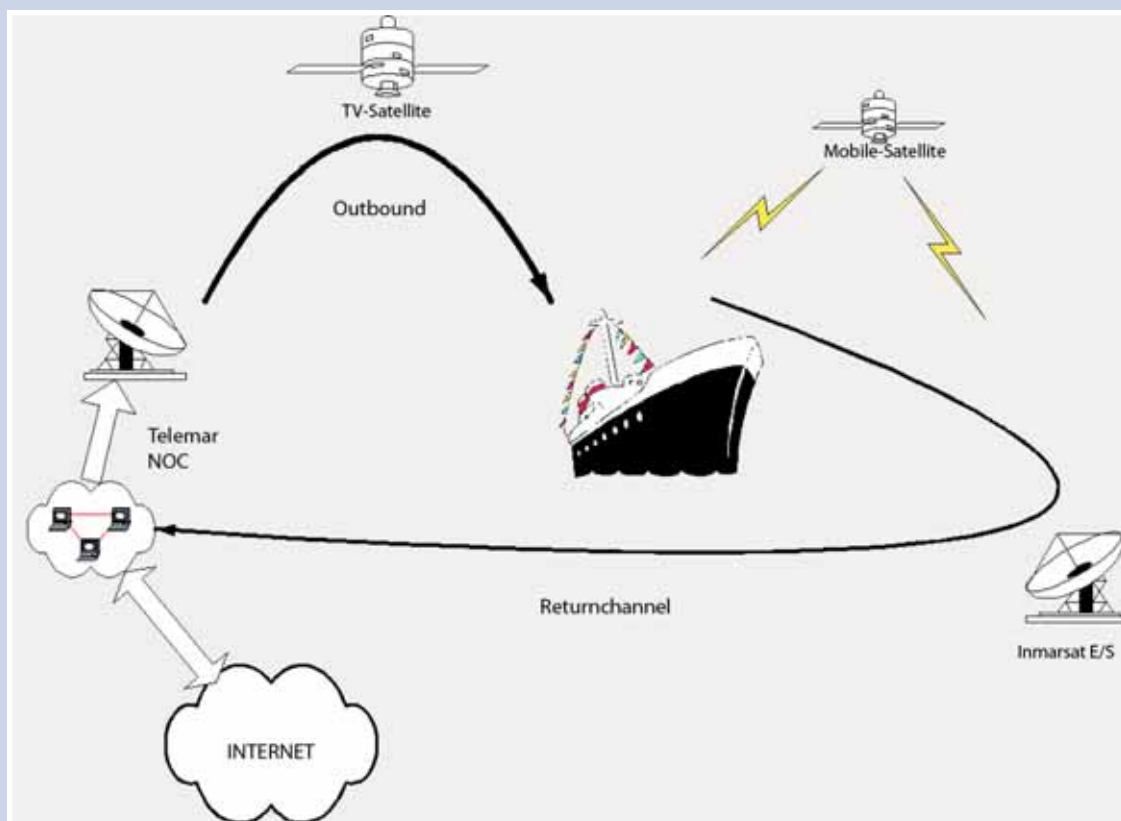 TV-Satellite
Mobile-Satellite
Outbound
Telemar
NOC
Returnchannel
Inmarsat E/S
INTERNET